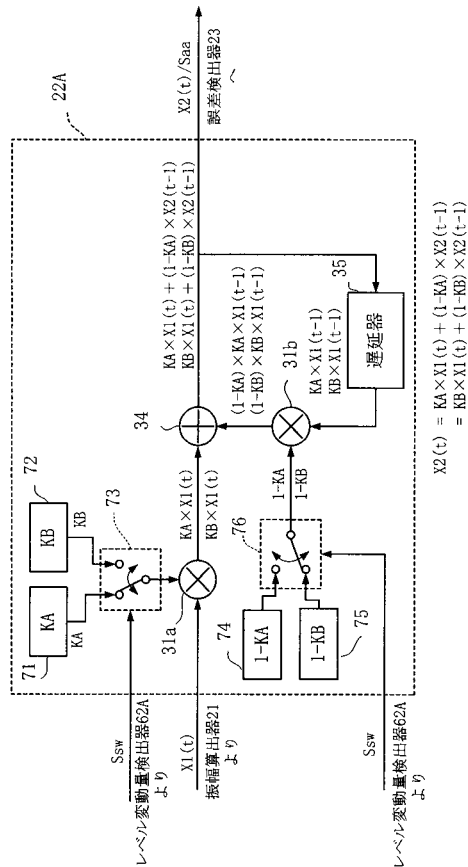 22A
X2(t)/Saa
誤差検出器23
へ
KA×X1(t)+(1-KA)×X2(t-1)
KB×X1(t)+(1-KB)×X2(t-1)
72
KB
KB
73
71
KA
KA
34
31a
KA×X1(t)
KB×X1(t)
(1-KA)×KA×X1(t-1)
(1-KB)×KB×X1(t-1)
31b
KA×X1(t-1)
KB×X1(t-1)
35
遅延器
76
1-KA
1-KB
74
1-KA
1-KB
75
Ssw
レベル変動量検出器62A
より
X1(t)
振幅算出器21
より
Ssw
レベル変動量検出器62A
より
X2(t) = KA×X1(t)+(1-KA)×X2(t-1)
= KB×X1(t)+(1-KB)×X2(t-1)